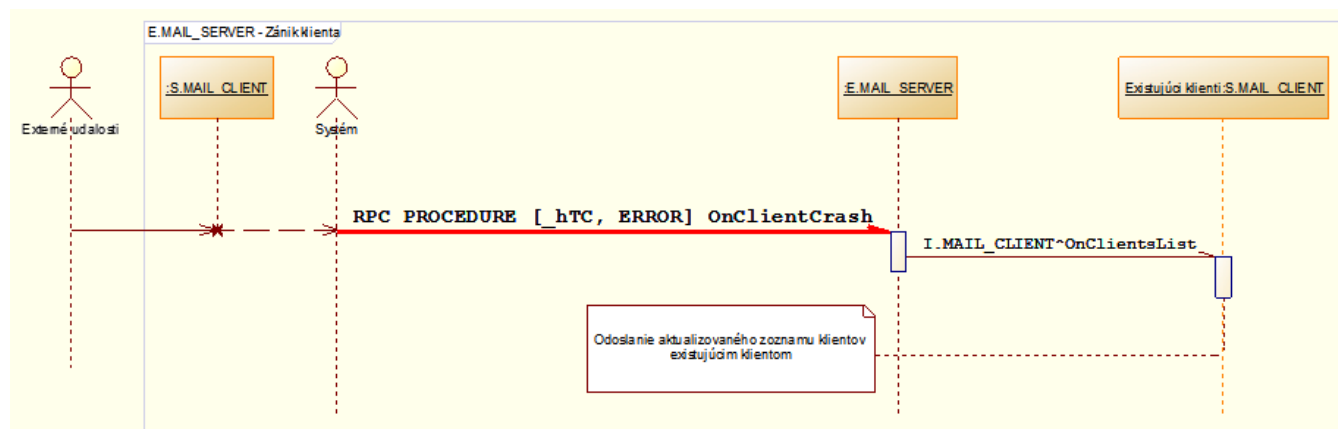 E.MAIL_SERVER - Zánik klienta
:S.MAIL_CLIENT
:E.MAIL_SERVER
Existujúci klienti:S.MAIL_CLIENT
Externé udalosti
Systém
RPC PROCEDURE [_hTC, ERROR] OnClientCrash
I.MAIL_CLIENT^OnClientsList
Odoslanie aktualizovaného zoznamu klientov
existujúcim klientom